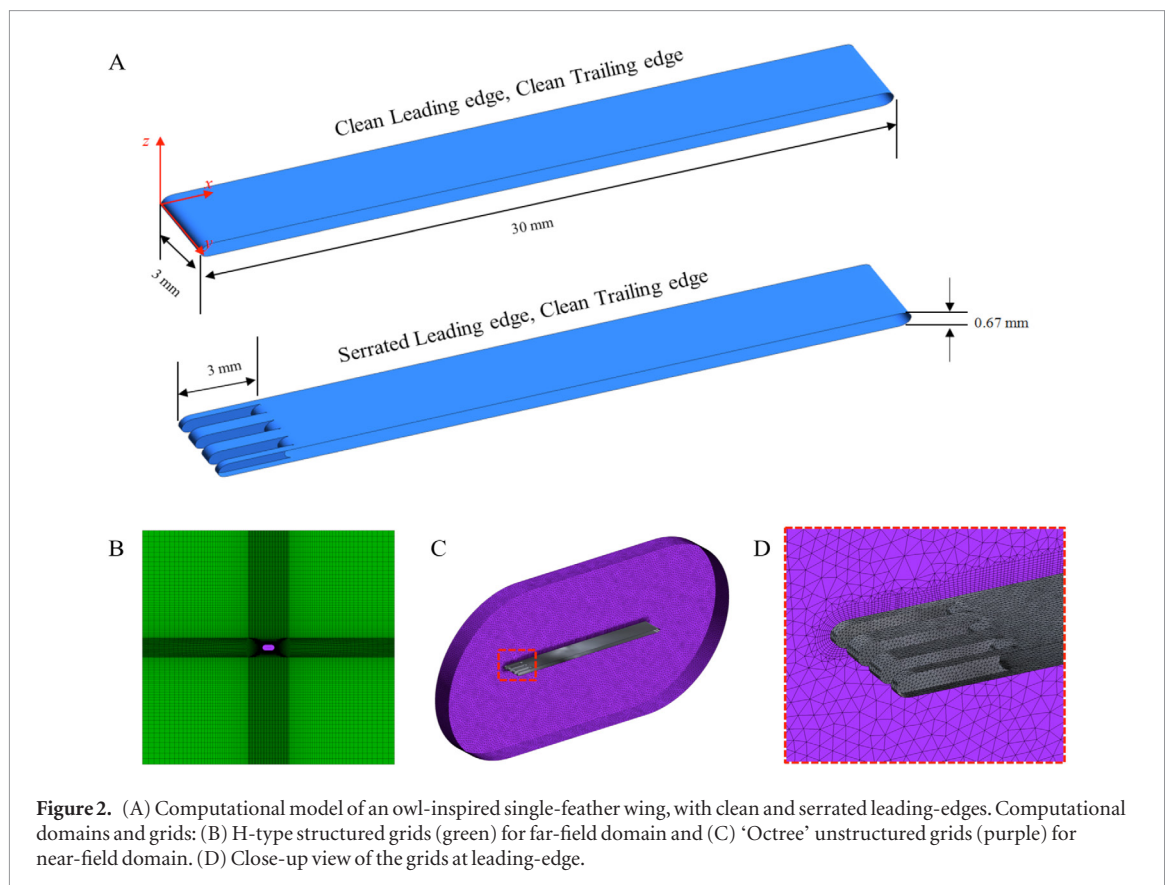 A
Clean Leading edge, Clean Trailing edge
z
x
y
30 mm
3 mm
Serrated Leading edge, Clean Trailing edge
0.67 mm
3 mm
B
C
D
Figure 2. (A) Computational model of an owl-inspired single-feather wing, with clean and serrated leading-edges. Computational
domains and grids: (B) H-type structured grids (green) for far-field domain and (C) ‘Octree’ unstructured grids (purple) for
near-field domain. (D) Close-up view of the grids at leading-edge.